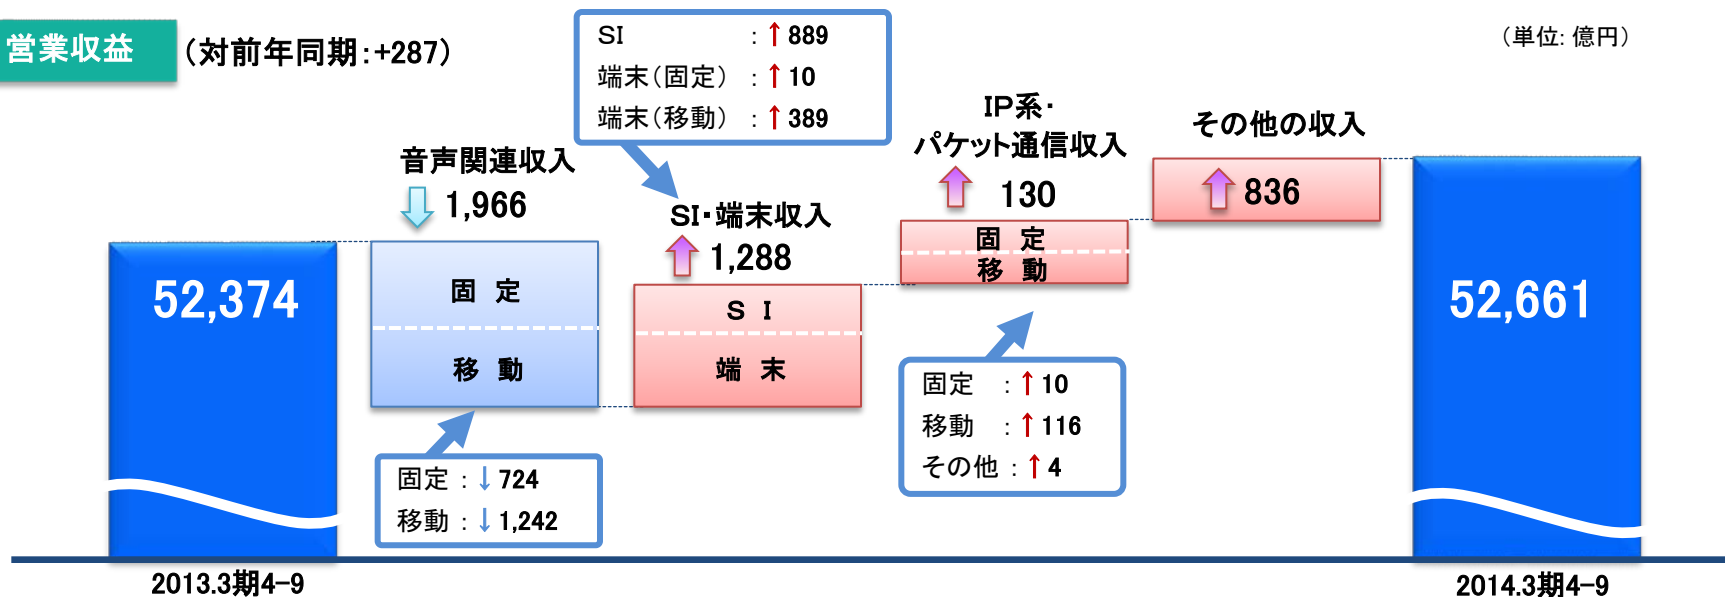 営業収益
(対前年同期:+287)
(単位: 億円)
SI : ↑ 889
端末(固定) : ↑ 10
端末(移動) : ↑ 389
音声関連収入
1,966
SI・端末収入
1,288
IP系・
パケット通信収入
130
その他の収入
836
52,374
固 定
移 動
S I
端 末
固 定
移 動
52,661
固定 : ↓ 724
移動 : ↓ 1,242
固定 : ↑ 10
移動 : ↑ 116
その他 : ↑ 4
2013.3期4-9
2014.3期4-9